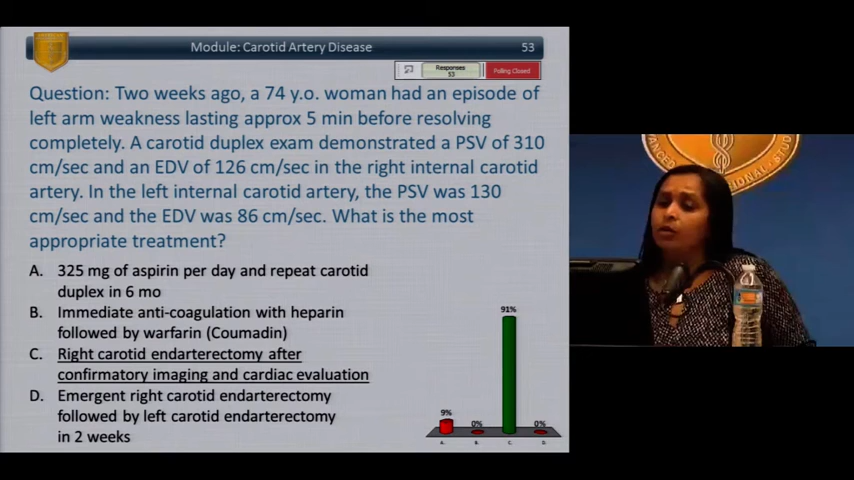 Module: Carotid Artery Disease 53
Responses
53
Polling Closed
Question: Two weeks ago, a 74 y.o. woman had an episode of
left arm weakness lasting approx 5 min before resolving
completely. A carotid duplex exam demonstrated a PSV of 310
cm/sec and an EDV of 126 cm/sec in the right internal carotid
artery. In the left internal carotid artery, the PSV was 130
cm/sec and the EDV was 86 cm/sec. What is the most
appropriate treatment?
A. 325 mg of aspirin per day and repeat carotid
duplex in 6 mo
B. Immediate anti-coagulation with heparin
followed by warfarin (Coumadin)
C. Right carotid endarterectomy after
confirmatory imaging and cardiac evaluation
D. Emergent right carotid endarterectomy
followed by left carotid endarterectomy
in 2 weeks
9% 0% 91% 0%
A. B. C. D.